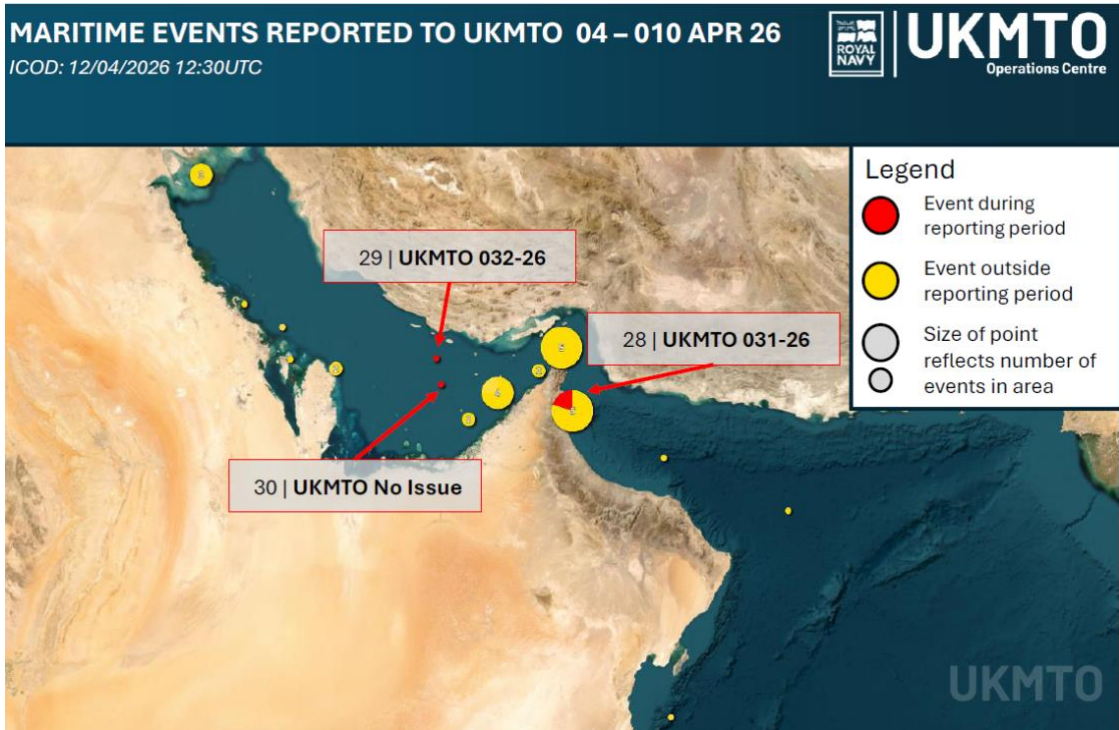 MARITIME EVENTS REPORTED TO UKMTO 04 – 010 APR 26
ICOD: 12/04/2026 12:30UTC
ROYAL
NAVY
UKMTO
Operations Centre
Legend
Event during
reporting period
Event outside
reporting period
Size of point
reflects number of
events in area
29 | UKMTO 032-26
28 | UKMTO 031-26
30 | UKMTO No Issue
UKMTO